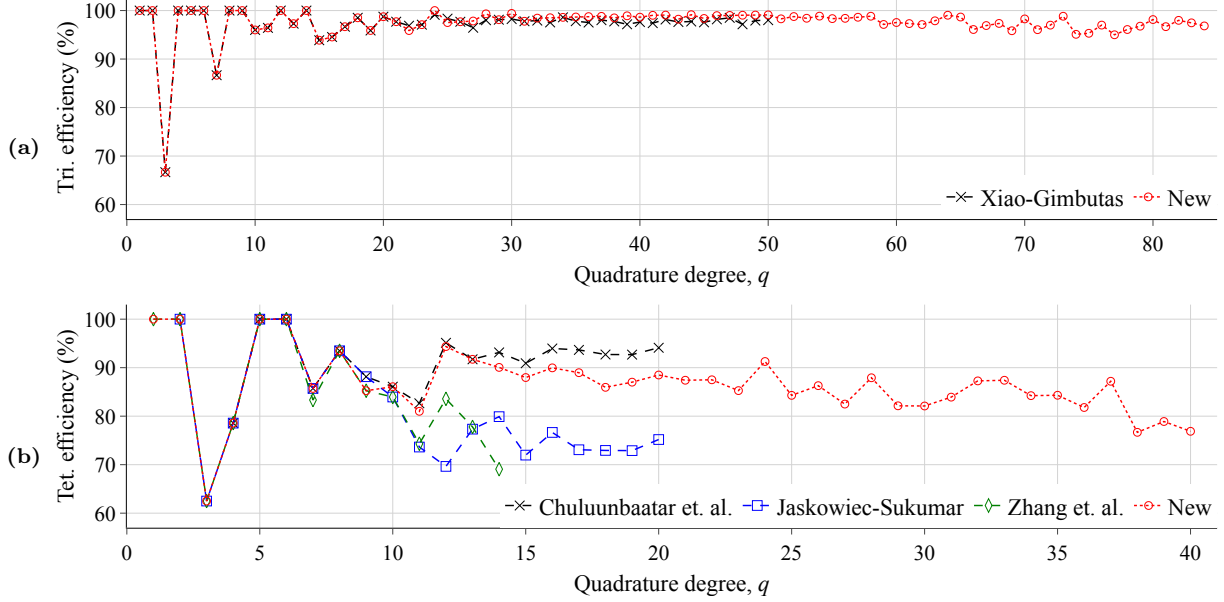 (a)
Tri. efficiency (%)
100
90
80
70
60
Xiao-Gimbutas
New
0 10 20 30 40 50 60 70 80
Quadrature degree, q
(b)
Tet. efficiency (%)
100
90
80
70
60
Chuluunbaatar et. al.
Jaskowiec-Sukumar
Zhang et. al.
New
0 5 10 15 20 25 30 35 40
Quadrature degree, q